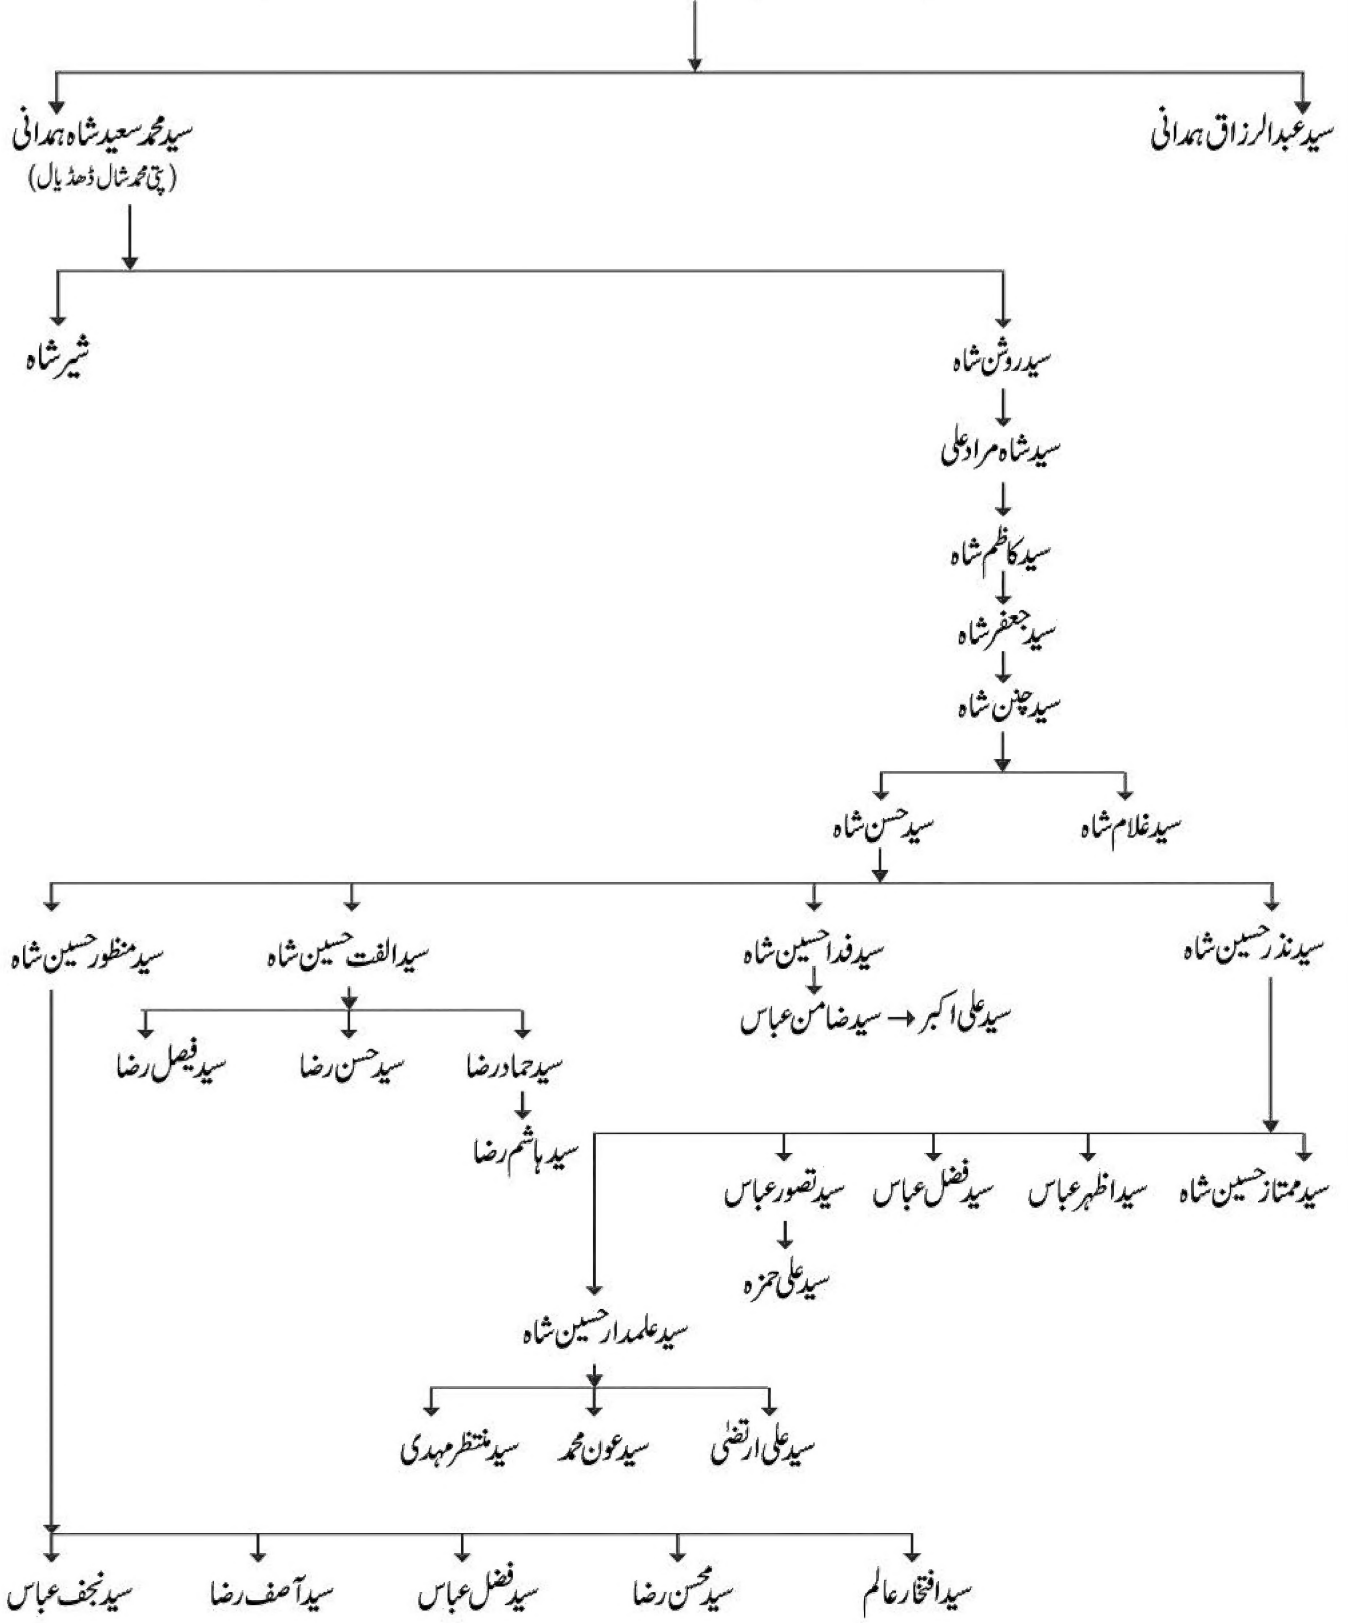 سید عبدالرزاق ہمدانی
سید محمد سعید شاہ ہمدانی
(پتی محمد شال ڈھڈیال)
سید روشن شاہ
شیر شاہ
سید شاہ مراد علی
سید کاظم شاہ
سید جعفر شاہ
سید چنن شاہ
سید غلام شاہ
سید حسن شاہ
سید نذر حسین شاہ
سید فدا حسین شاہ
سید الفت حسین شاہ
سید منظور حسین شاہ
سید علی اکبر → سید ضامن عباس
سید حماد رضا
سید حسن رضا
سید فیصل رضا
سید ہاشم رضا
سید ممتاز حسین شاہ
سید اظہر عباس
سید فضل عباس
سید تصور عباس
سید علی حمزہ
سید علمدار حسین شاہ
سید علی ارتضیٰ
سید عون محمد
سید منتظر مہدی
سید افتخار عالم
سید محسن رضا
سید فضل عباس
سید آصف رضا
سید نجف عباس